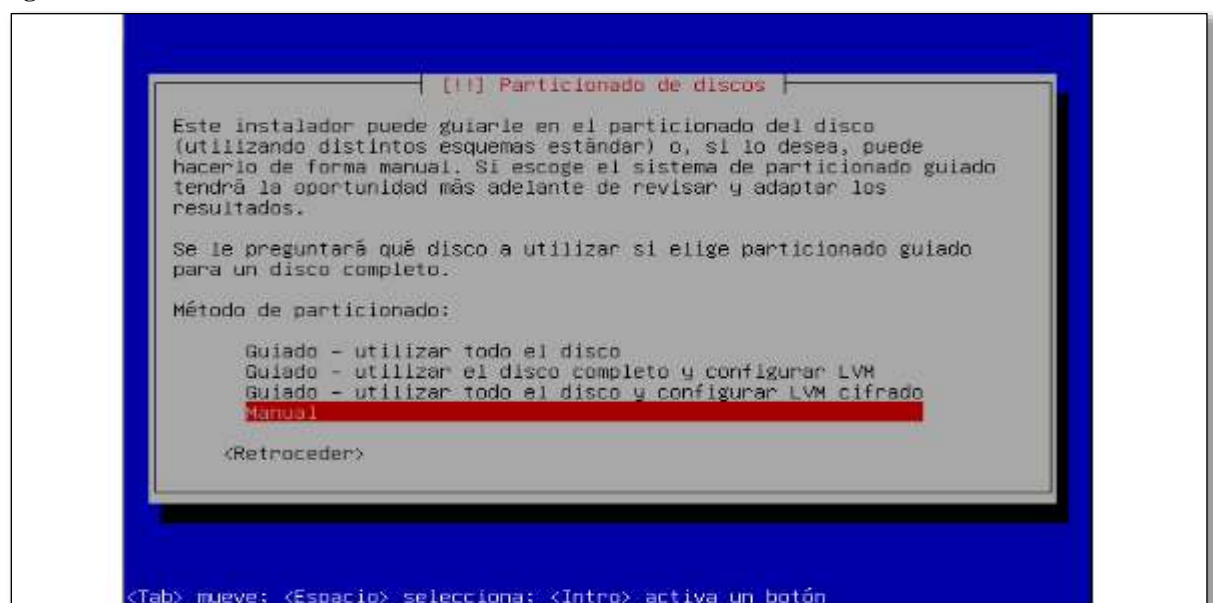 [!!] Particionado de discos
Este instalador puede guiarle en el particionado del disco
(utilizando distintos esquemas estándar) o, si lo desea, puede
hacerlo de forma manual. Si escoge el sistema de particionado guiado
tendrá la oportunidad más adelante de revisar y adaptar los
resultados.
Se le preguntará qué disco a utilizar si elige particionado guiado
para un disco completo.
Método de particionado:
Guiado - utilizar todo el disco
Guiado - utilizar el disco completo y configurar LVM
Guiado - utilizar todo el disco y configurar LVM cifrado
Manual
<Retroceder>
<Tab> mueve; <Espacio> selecciona; <Intro> activa un botón